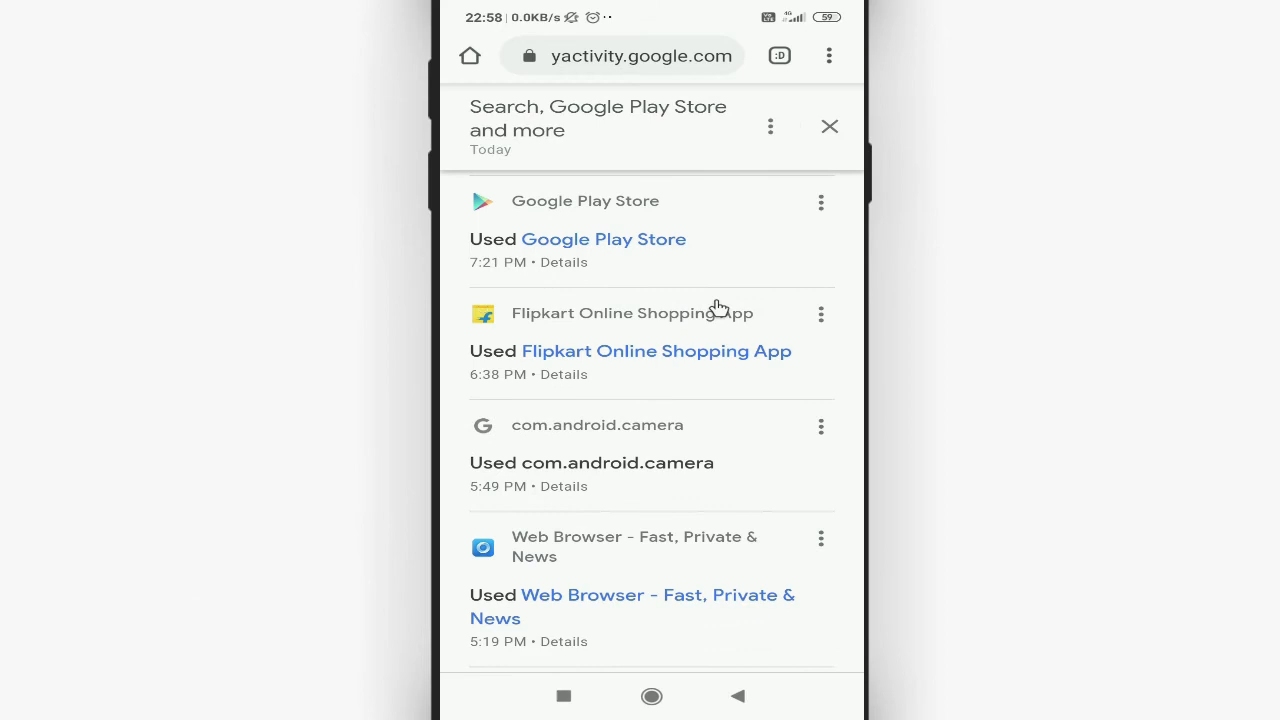 22:58 | 0.0KB/s
VO LTE 4G 59
yactivity.google.com
:D
Search, Google Play Store
and more
Today
Google Play Store
Used Google Play Store
7:21 PM • Details
Flipkart Online Shopping App
Used Flipkart Online Shopping App
6:38 PM • Details
com.android.camera
Used com.android.camera
5:49 PM • Details
Web Browser - Fast, Private &
News
Used Web Browser - Fast, Private &
News
5:19 PM • Details